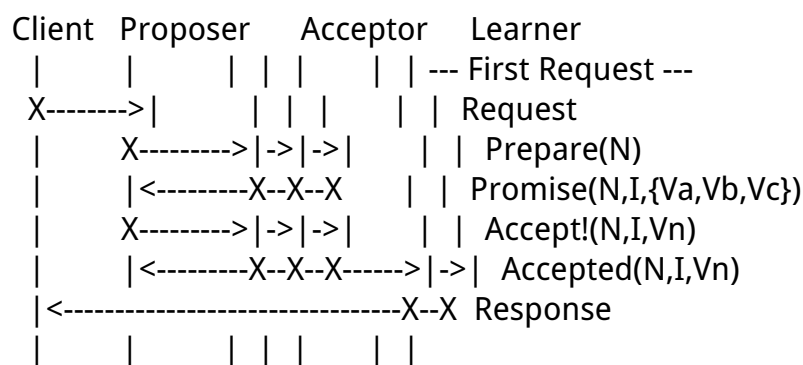 Client   Proposer      Acceptor     Learner
   |         |          |  |  |       |  | --- First Request ---
   X-------->|          |  |  |       |  |  Request
   |         X--------->|->|->|       |  |  Prepare(N)
   |         |<---------X--X--X       |  |  Promise(N,I,{Va,Vb,Vc})
   |         X--------->|->|->|       |  |  Accept!(N,I,Vn)
   |         |<---------X--X--X------>|->|  Accepted(N,I,Vn)
   |<---------------------------------X--X  Response
   |         |          |  |  |       |  |